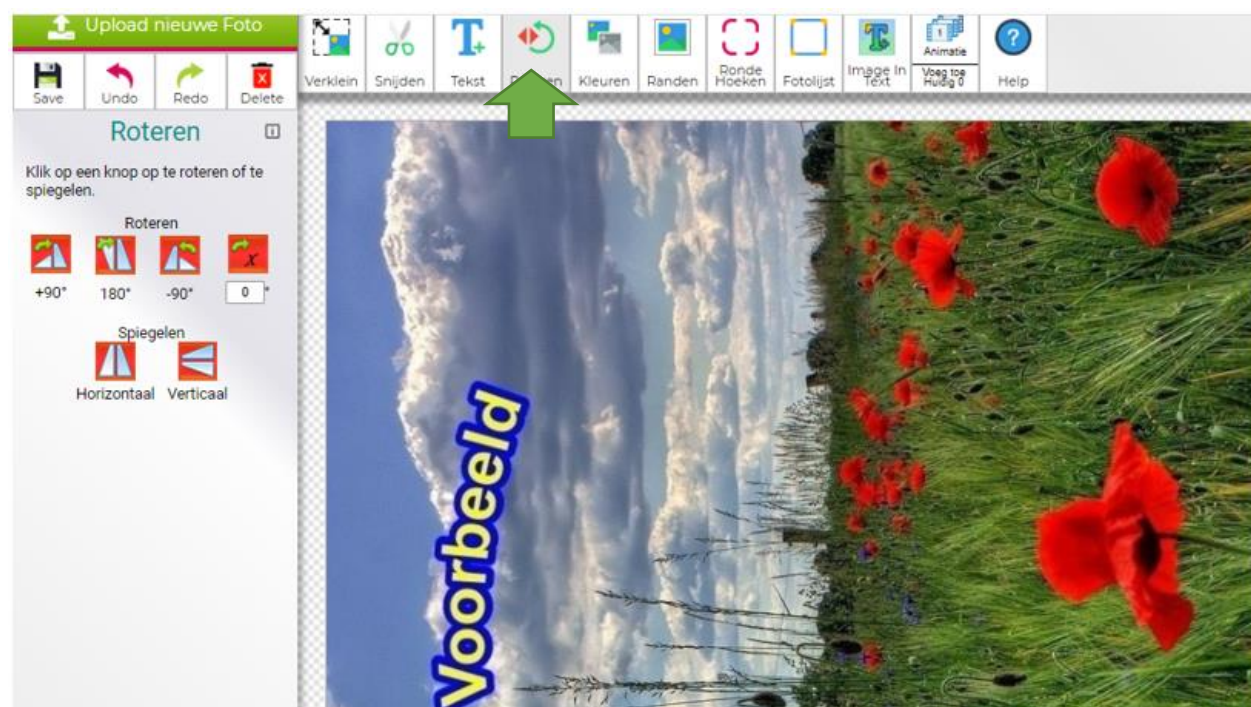 Upload nieuwe Foto
Save Undo Redo Delete
Verklein Snijden Tekst Kleuren Randen Ronde Hoeken Fotolijst Image In Text Animatie Voeg toe Huidig 0 Help
Roteren
Klik op een knop op te roteren of te
spiegelen.
Roteren
+90° 180° -90° 0 °
Spiegelen
Horizontaal Verticaal
Voorbeeld